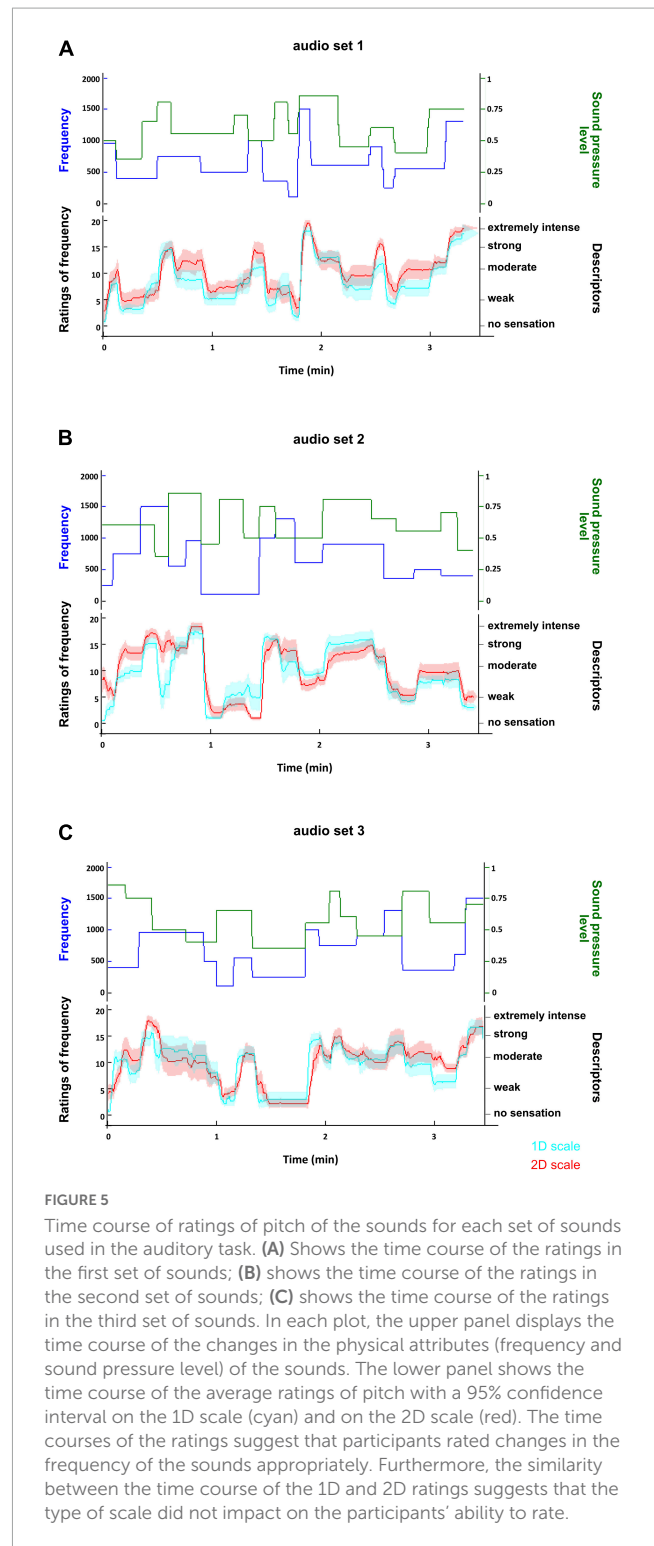 A
audio set 1
2000
1500
1000
500
0
Frequency
1
0.75
0.5
0.25
0
Sound pressure
level
20
15
10
5
0
Ratings of frequency
extremely intense
strong
moderate
weak
no sensation
Descriptors
0
1
2
3
Time (min)
B
audio set 2
2000
1500
1000
500
0
Frequency
1
0.75
0.5
0.25
0
Sound pressure
level
20
15
10
5
0
Ratings of frequency
extremely intense
strong
moderate
weak
no sensation
Descriptors
0
1
2
3
Time (min)
C
audio set 3
2000
1500
1000
500
0
Frequency
1
0.75
0.5
0.25
0
Sound pressure
level
20
15
10
5
0
Ratings of frequency
extremely intense
strong
moderate
weak
no sensation
Descriptors
0
1
2
3
Time (min)
1D scale
2D scale
FIGURE 5
Time course of ratings of pitch of the sounds for each set of sounds
used in the auditory task. (A) Shows the time course of the ratings in
the first set of sounds; (B) shows the time course of the ratings in
the second set of sounds; (C) shows the time course of the ratings
in the third set of sounds. In each plot, the upper panel displays the
time course of the changes in the physical attributes (frequency and
sound pressure level) of the sounds. The lower panel shows the
time course of the average ratings of pitch with a 95% confidence
interval on the 1D scale (cyan) and on the 2D scale (red). The time
courses of the ratings suggest that participants rated changes in the
frequency of the sounds appropriately. Furthermore, the similarity
between the time course of the 1D and 2D ratings suggests that the
type of scale did not impact on the participants' ability to rate.